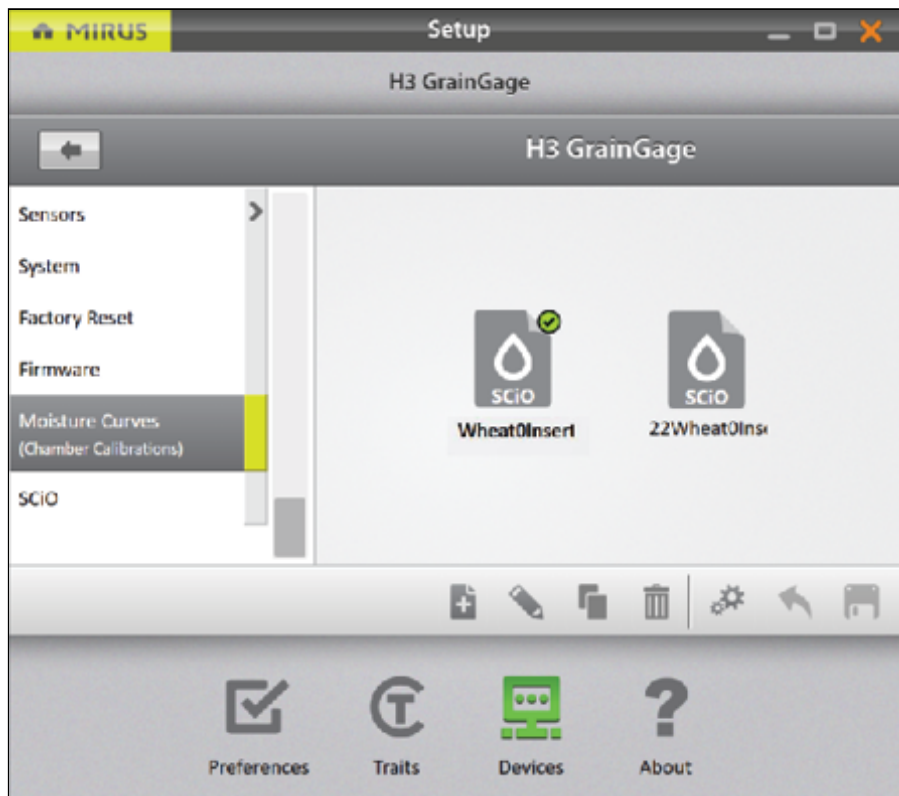 MIRUS
Setup
H3 GrainGage
H3 GrainGage
Sensors
System
Factory Reset
Firmware
Moisture Curves
(Chamber Calibrations)
SCiO
SCiO
Wheat0Insert
SCiO
22Wheat0Inse
Preferences
Traits
Devices
About